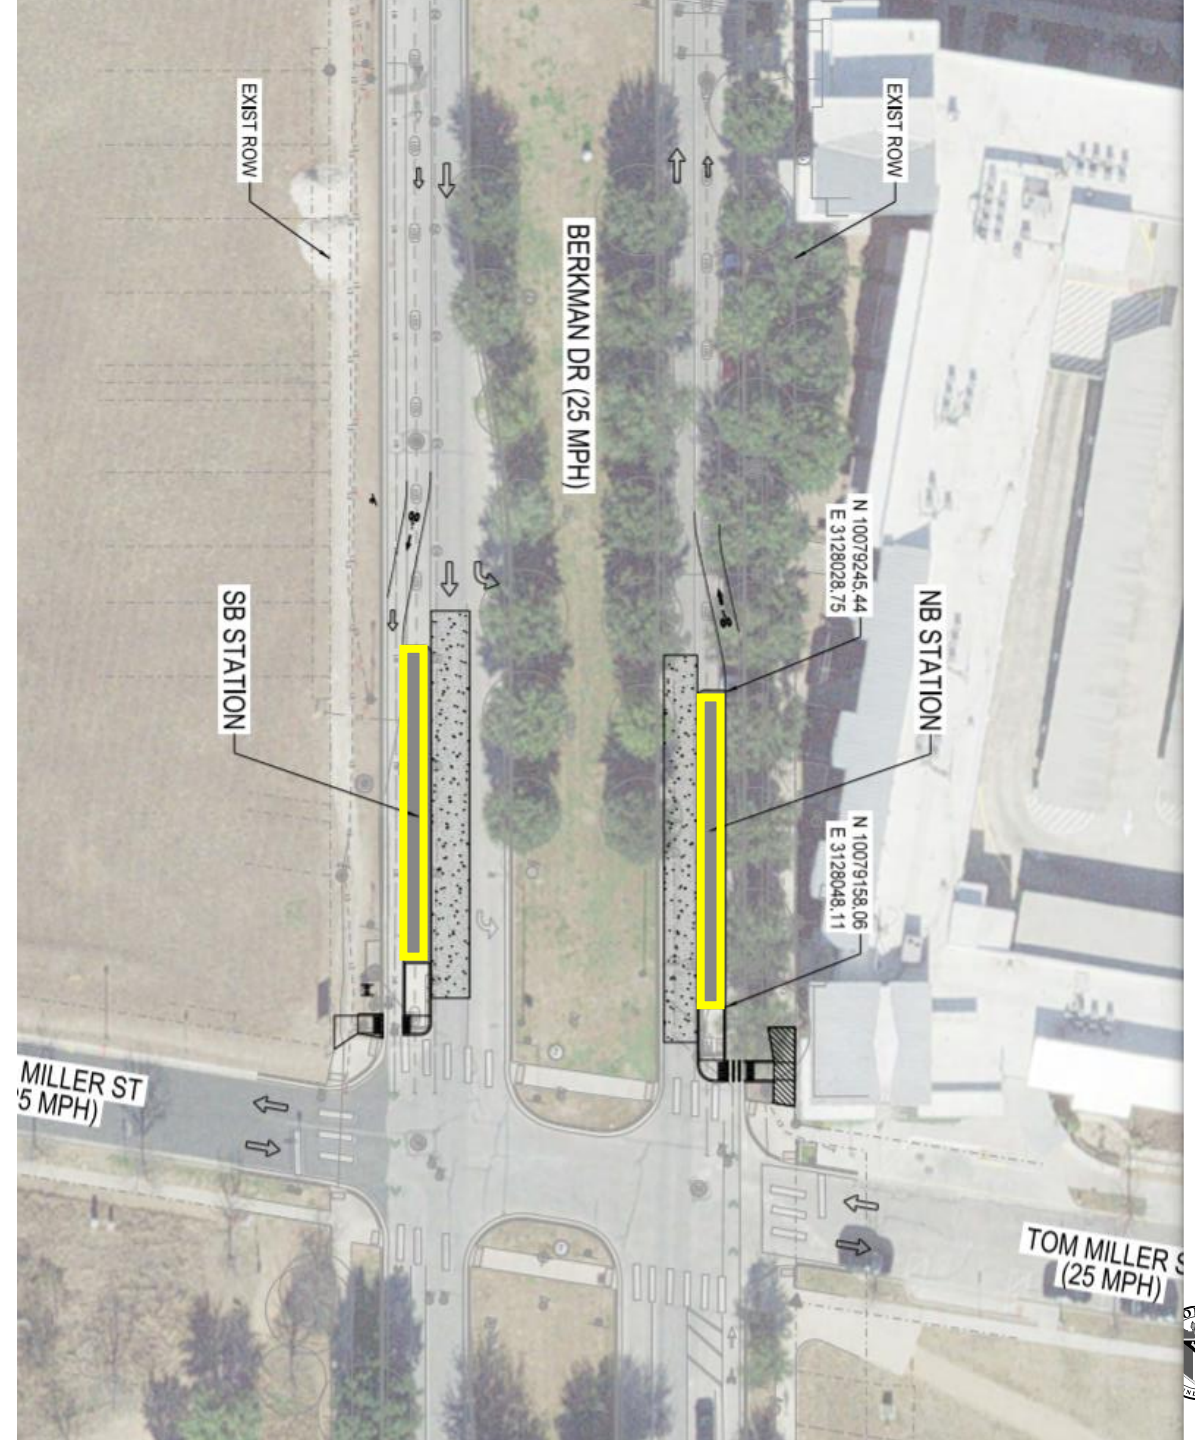 EXIST ROW
EXIST ROW
BERKMAN DR (25 MPH)
N 10079245.44
E 3128028.75
SB STATION
NB STATION
N 10079158.06
E 3128048.11
MILLER ST
5 MPH)
TOM MILLER S
(25 MPH)